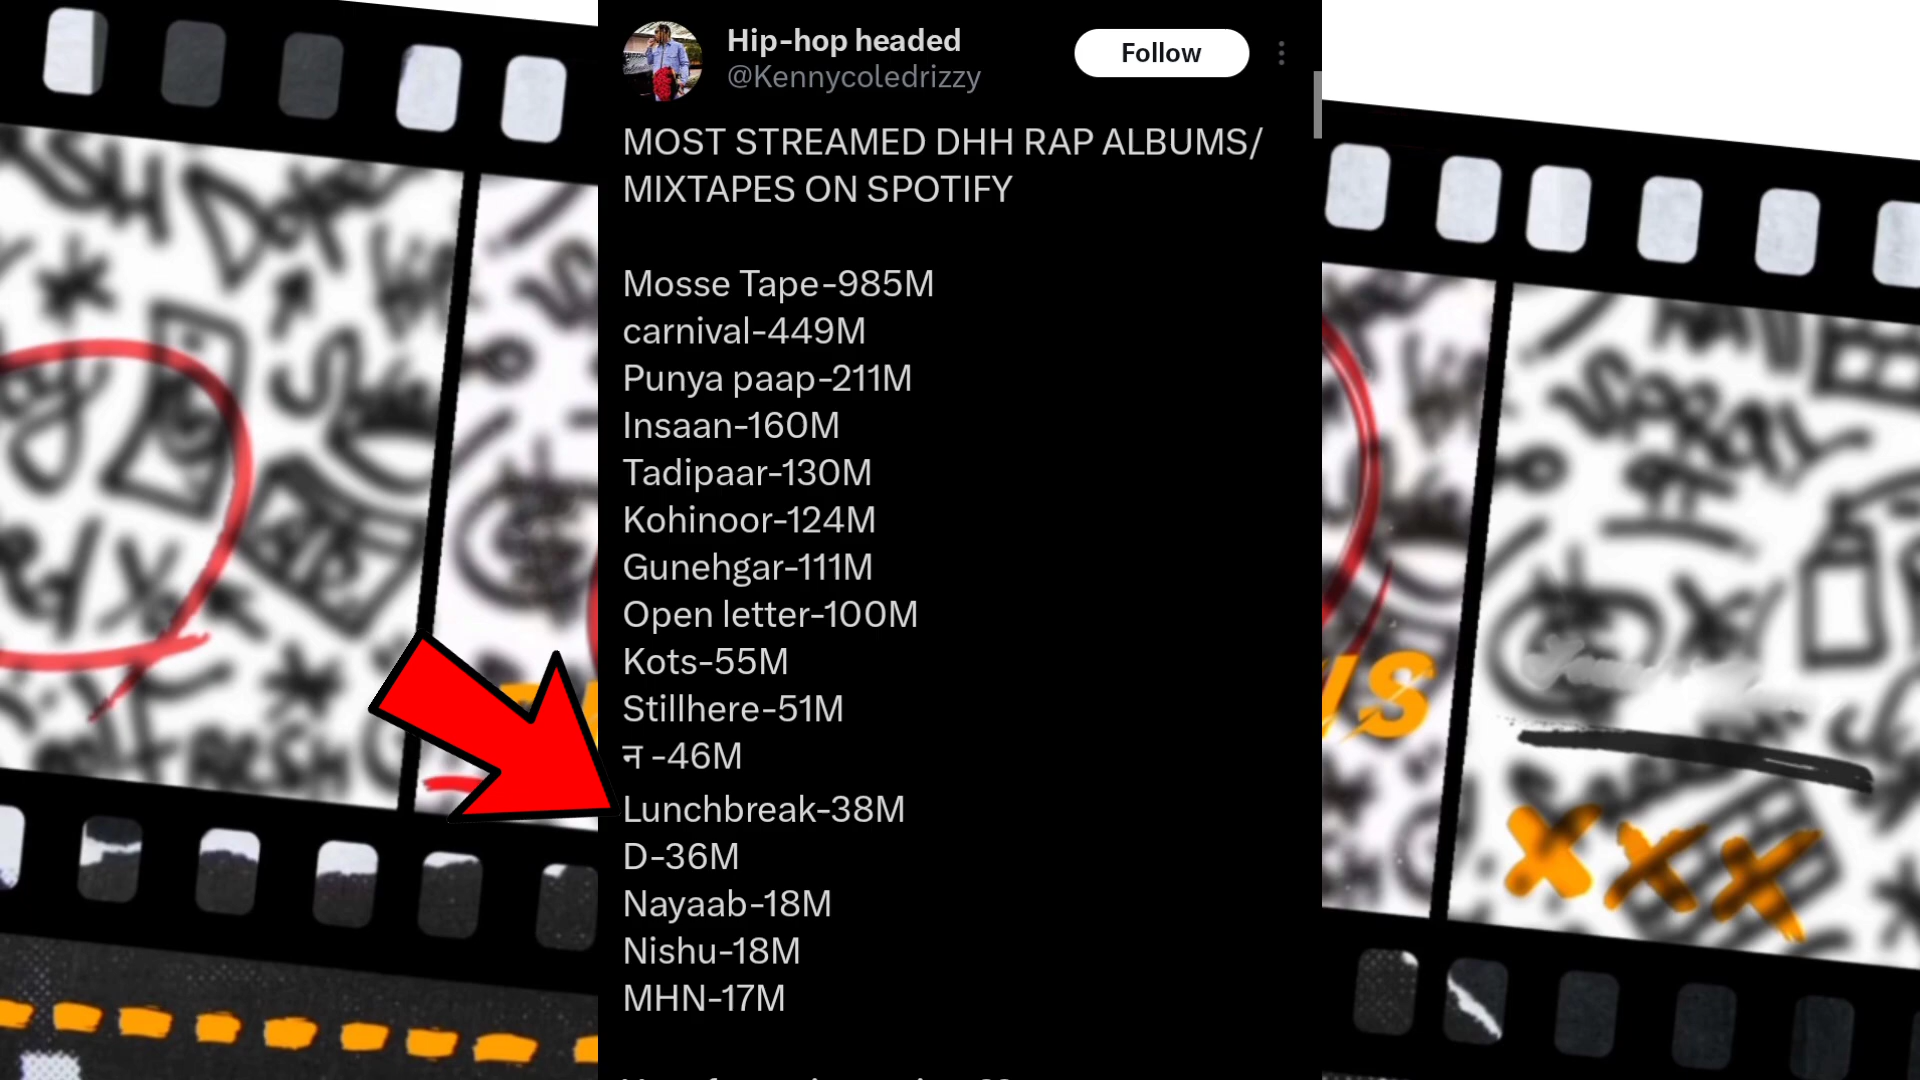 Hip-hop headed
@Kennycoledrizzy
Follow
MOST STREAMED DHH RAP ALBUMS/
MIXTAPES ON SPOTIFY
Mosse Tape-985M
carnival-449M
Punya paap-211M
Insaan-160M
Tadipaar-130M
Kohinoor-124M
Gunehgar-111M
Open letter-100M
Kots-55M
Stillhere-51M
न -46M
Lunchbreak-38M
D-36M
Nayaab-18M
Nishu-18M
MHN-17M
XXX